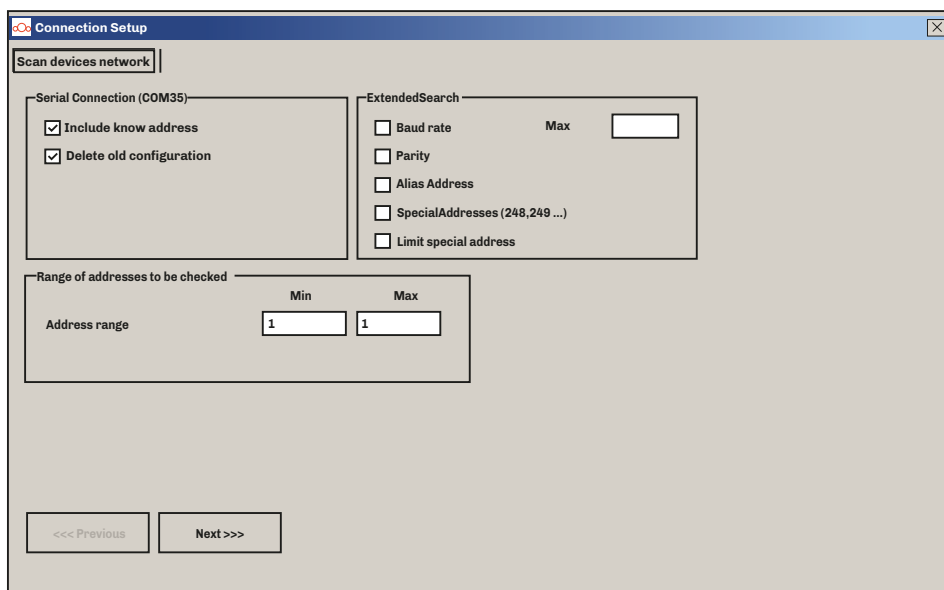 Connection Setup
Scan devices network
Serial Connection (COM35)
Include know address
Delete old configuration
ExtendedSearch
Baud rate Max
Parity
Alias Address
SpecialAddresses (248,249 ...)
Limit special address
Range of addresses to be checked
Min Max
Address range 1 1
<<< Previous Next >>>